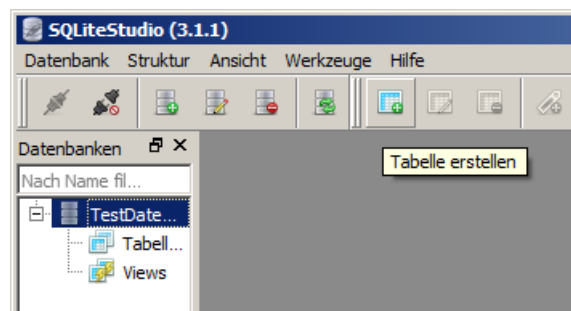 SQLiteStudio (3.1.1)
Datenbank Struktur Ansicht Werkzeuge Hilfe
Datenbanken
Tabelle erstellen
Nach Name fil...
TestDate...
Tabell...
Views